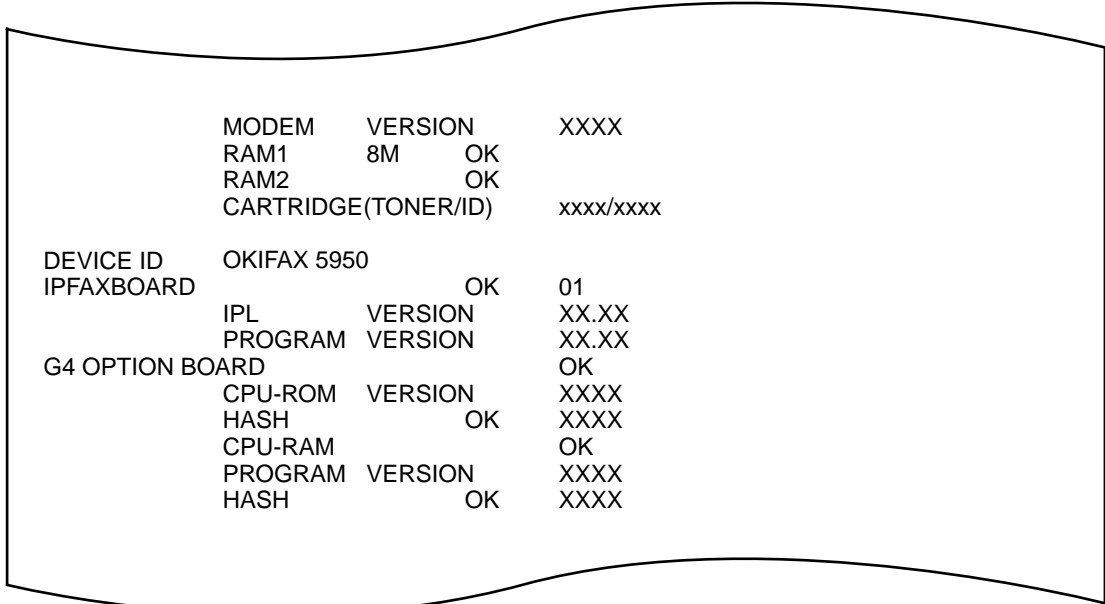 MODEM VERSION XXXX
RAM1 8M OK
RAM2 OK
CARTRIDGE(TONER/ID) xxxx/xxxx
DEVICE ID OKIFAX 5950
IPFAXBOARD OK 01
IPL VERSION XX.XX
PROGRAM VERSION XX.XX
G4 OPTION BOARD OK
CPU-ROM VERSION XXXX
HASH OK XXXX
CPU-RAM OK
PROGRAM VERSION XXXX
HASH OK XXXX